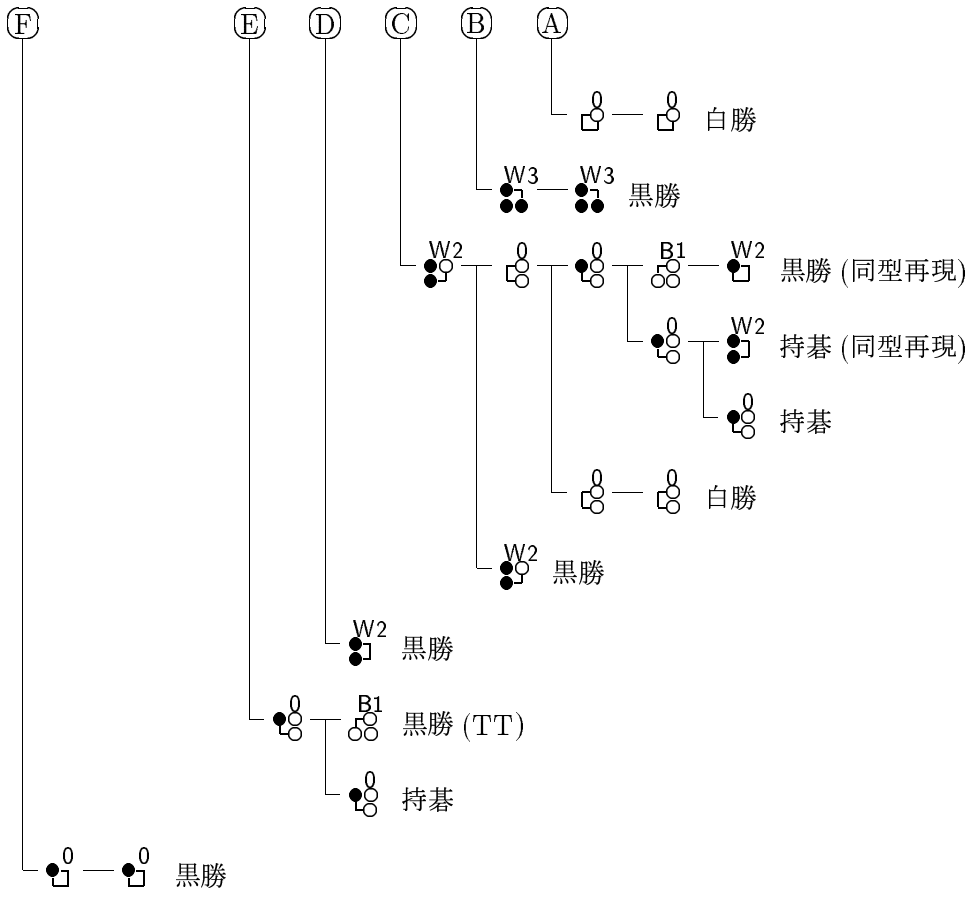 F E D C B A
0 0 白勝
W3 W3 黒勝
W2 0 0 B1 W2 黒勝 (同型再現)
0 W2 持碁 (同型再現)
0 持碁
0 0 白勝
W2 黒勝
W2 黒勝
0 B1 黒勝 (TT)
0 持碁
0 0 黒勝